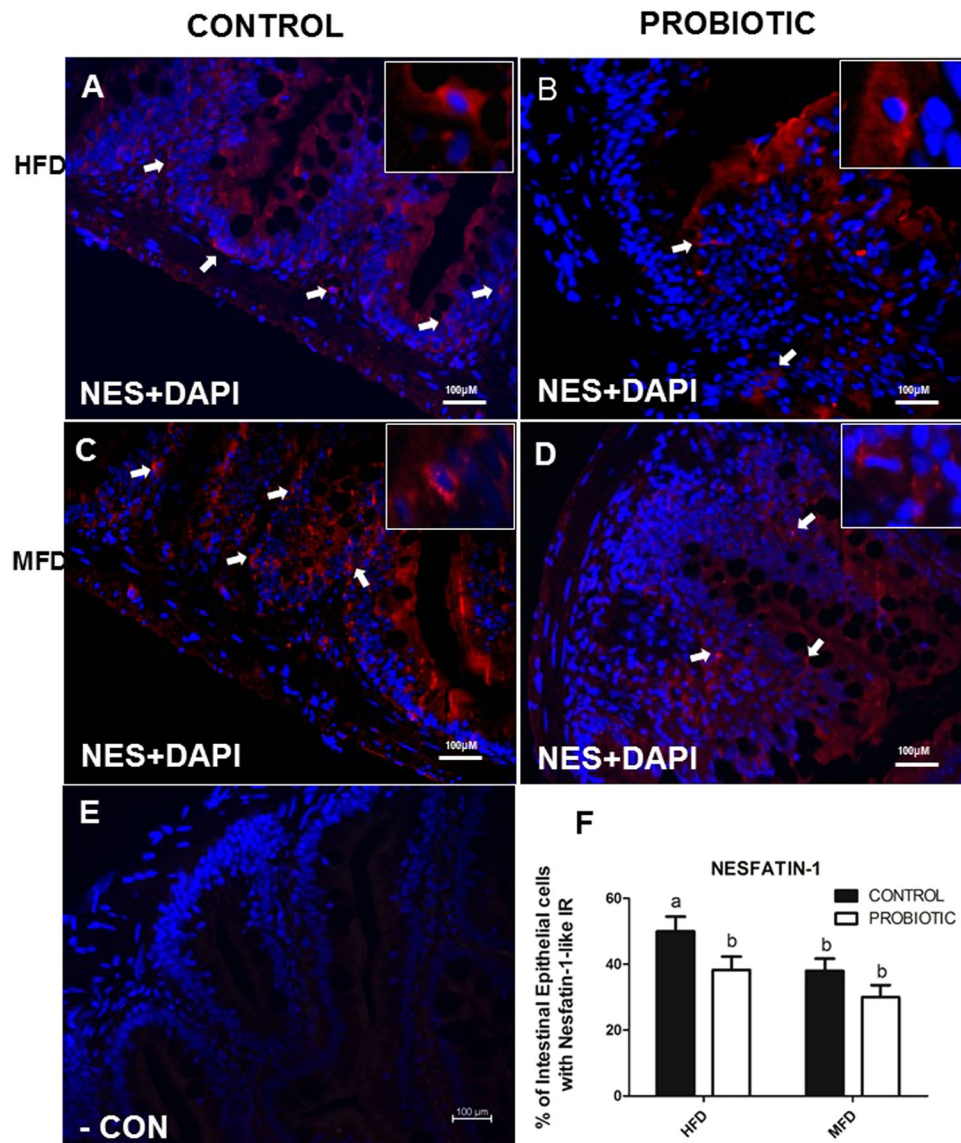 CONTROL PROBIOTIC
HFD
A
B
NES+DAPI
100µM
NES+DAPI
100µM
MFD
C
D
NES+DAPI
100µM
NES+DAPI
100µM
E
- CON
100 µm
F
NESFATIN-1
CONTROL
PROBIOTIC
% of Intestinal Epithelial cells
with Nesfatin-1-like IR
60
40
20
0
a
b
b
b
HFD
MFD